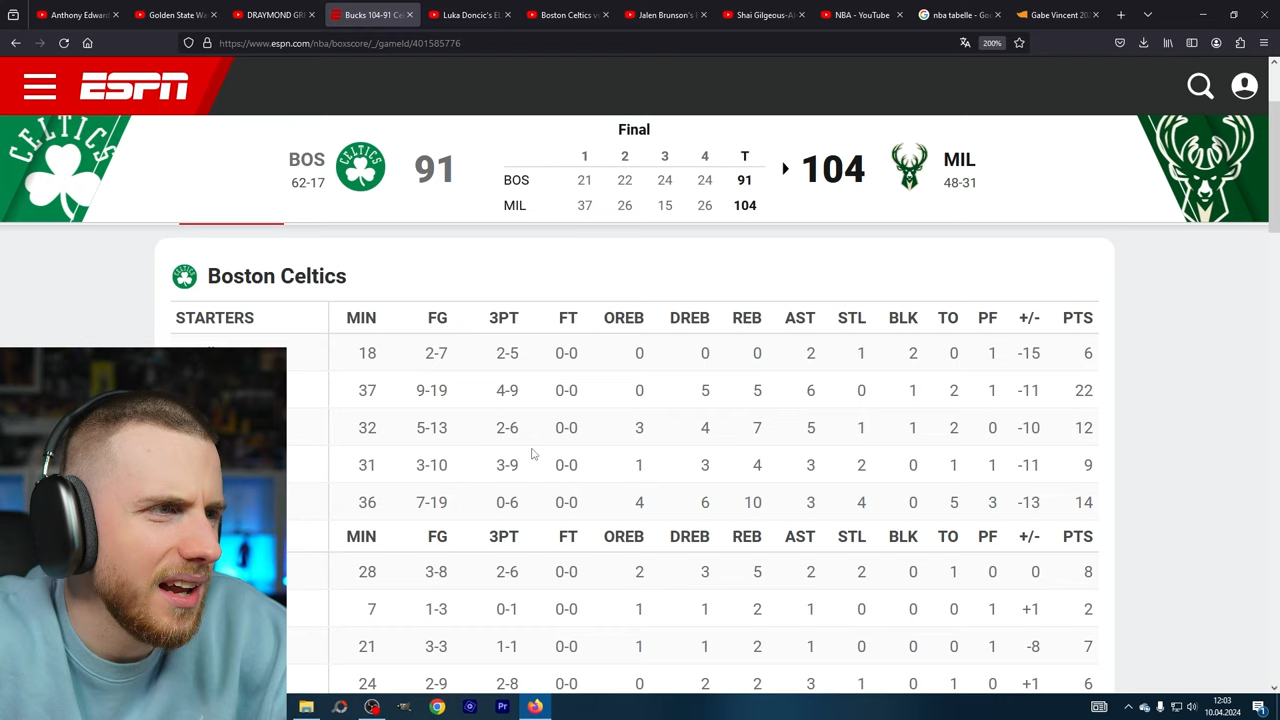 Anthony Edward
Golden State Wa
DRAYMOND GR
Bucks 104-91 Cel
Luka Doncic's EL
Boston Celtics v
Jalen Brunson's
Shai Gilgeous-Al
NBA - YouTube
nba tabelle - Goo
Gabe Vincent 202
https://www.espn.com/nba/boxscore/_/gameId/401585776
200%
ESPN
CELTICS
BOS
62-17
CELTICS
91
Final
1 2 3 4 T
BOS 21 22 24 24 91
MIL 37 26 15 26 104
104
MIL
48-31
Boston Celtics
STARTERS MIN FG 3PT FT OREB DREB REB AST STL BLK TO PF +/- PTS
18 2-7 2-5 0-0 0 0 0 2 1 2 0 1 -15 6
37 9-19 4-9 0-0 0 5 5 6 0 1 2 1 -11 22
32 5-13 2-6 0-0 3 4 7 5 1 1 2 0 -10 12
31 3-10 3-9 0-0 1 3 4 3 2 0 1 1 -11 9
36 7-19 0-6 0-0 4 6 10 3 4 0 5 3 -13 14
MIN FG 3PT FT OREB DREB REB AST STL BLK TO PF +/- PTS
28 3-8 2-6 0-0 2 3 5 2 2 0 1 0 0 8
7 1-3 0-1 0-0 1 1 2 1 0 0 0 1 +1 2
21 3-3 1-1 0-0 1 1 2 1 0 0 0 1 -8 7
24 2-9 2-8 0-0 0 2 2 3 1 0 1 0 +1 6
Pr
12:03
10.04.2024